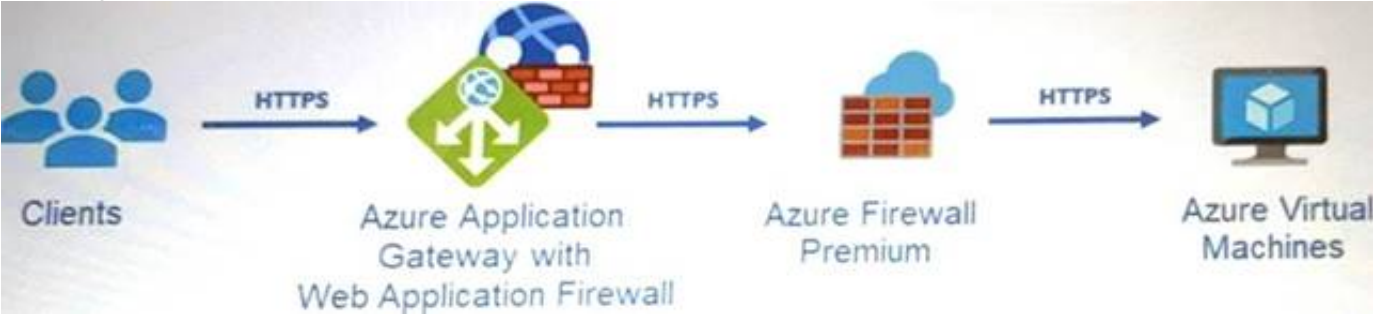 HTTPS
HTTPS
HTTPS
Clients
Azure Application
Gateway with
Web Application Firewall
Azure Firewall
Premium
Azure Virtual
Machines